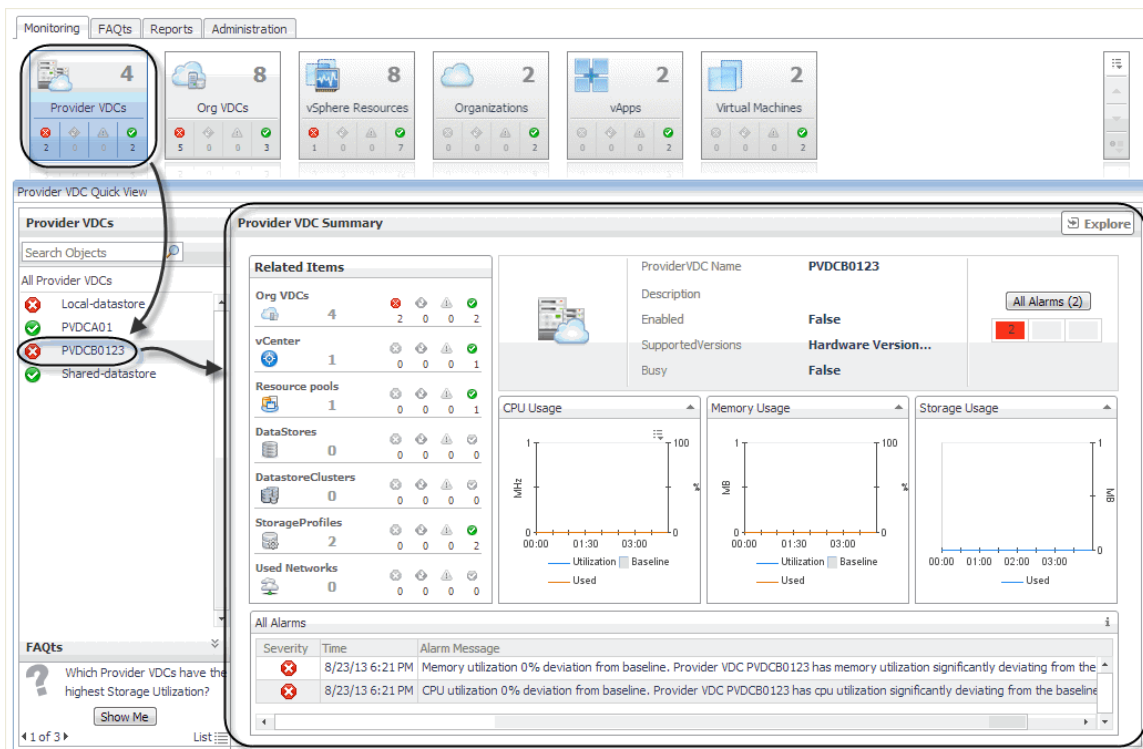 Monitoring FAQts Reports Administration
4 8 8 2 2 2
Provider VDCs Org VDCs vSphere Resources Organizations vApps Virtual Machines
2 0 0 2 5 0 0 3 1 0 0 7 0 0 0 2 0 0 0 2 0 0 0 2
Provider VDC Quick View
Provider VDCs
Search Objects
All Provider VDCs
Local-datastore
PVDCA01
PVDCB0123
Shared-datastore
FAQts
Which Provider VDCs have the
highest Storage Utilization?
Show Me
1 of 3 List
Provider VDC Summary Explore
Related Items
Org VDCs
4 2 0 0 2
vCenter
1 0 0 0 1
Resource pools
1 0 0 0 1
DataStores
0 0 0 0 0
DatastoreClusters
0 0 0 0 0
StorageProfiles
2 0 0 0 2
Used Networks
0 0 0 0 0
ProviderVDC Name PVDCB0123
Description
Enabled False
SupportedVersions Hardware Version...
Busy False
All Alarms (2)
2
CPU Usage
1 100
MHz %
0 0
00:00 01:30 03:00
Utilization Baseline
Used
Memory Usage
1 100
MB %
0 0
00:00 01:30 03:00
Utilization Baseline
Used
Storage Usage
1
MB
0
00:00 01:00 02:00 03:00
Used
All Alarms
Severity Time Alarm Message
8/23/13 6:21 PM Memory utilization 0% deviation from baseline. Provider VDC PVDCB0123 has memory utilization significantly deviating from the
8/23/13 6:21 PM CPU utilization 0% deviation from baseline. Provider VDC PVDCB0123 has cpu utilization significantly deviating from the baseline